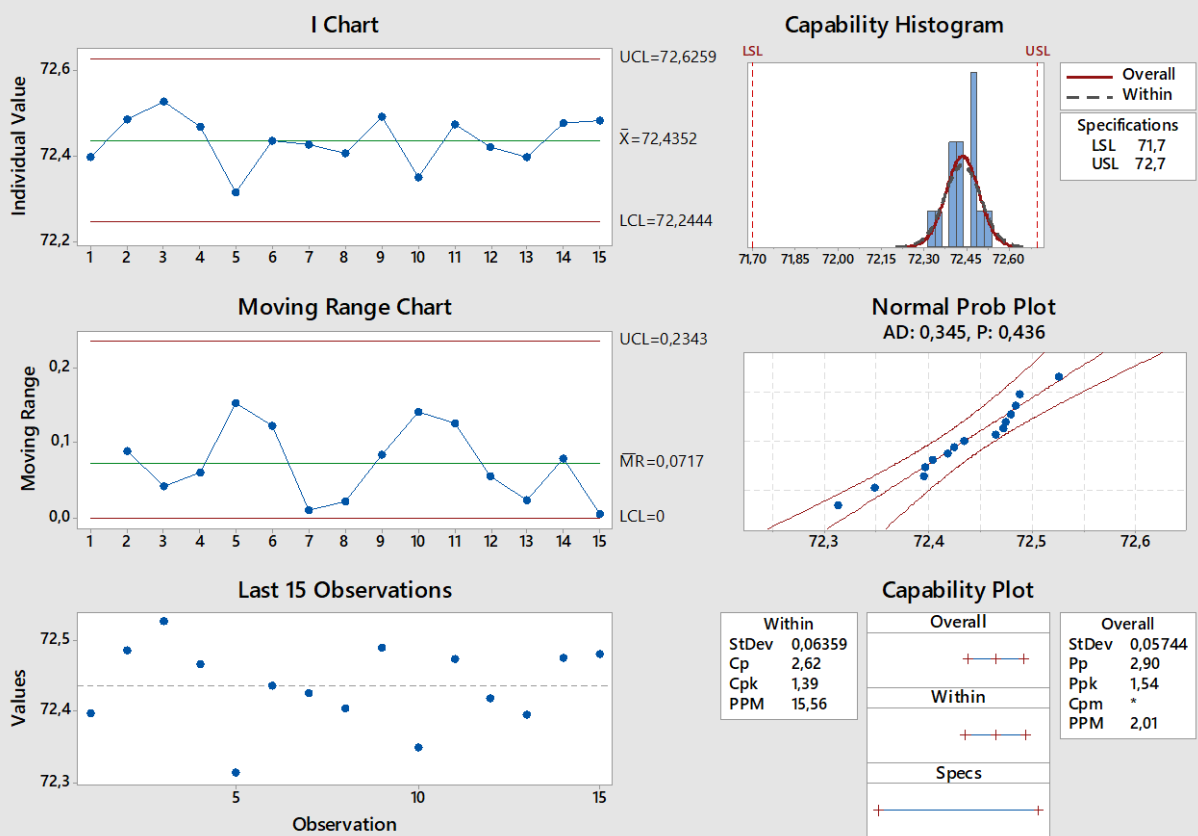 I Chart
Individual Value
72,6
72,4
72,2
UCL=72,6259
X̄=72,4352
LCL=72,2444
1 2 3 4 5 6 7 8 9 10 11 12 13 14 15
Capability Histogram
LSL USL
71,70 71,85 72,00 72,15 72,30 72,45 72,60
Overall
Within
Specifications
LSL 71,7
USL 72,7
Moving Range Chart
Moving Range
0,2
0,1
0,0
UCL=0,2343
M̄R̄=0,0717
LCL=0
1 2 3 4 5 6 7 8 9 10 11 12 13 14 15
Normal Prob Plot
AD: 0,345, P: 0,436
72,3 72,4 72,5 72,6
Last 15 Observations
Values
72,5
72,4
72,3
5 10 15
Observation
Capability Plot
Within
StDev 0,06359
Cp 2,62
Cpk 1,39
PPM 15,56
Overall
Within
Specs
Overall
StDev 0,05744
Pp 2,90
Ppk 1,54
Cpm *
PPM 2,01